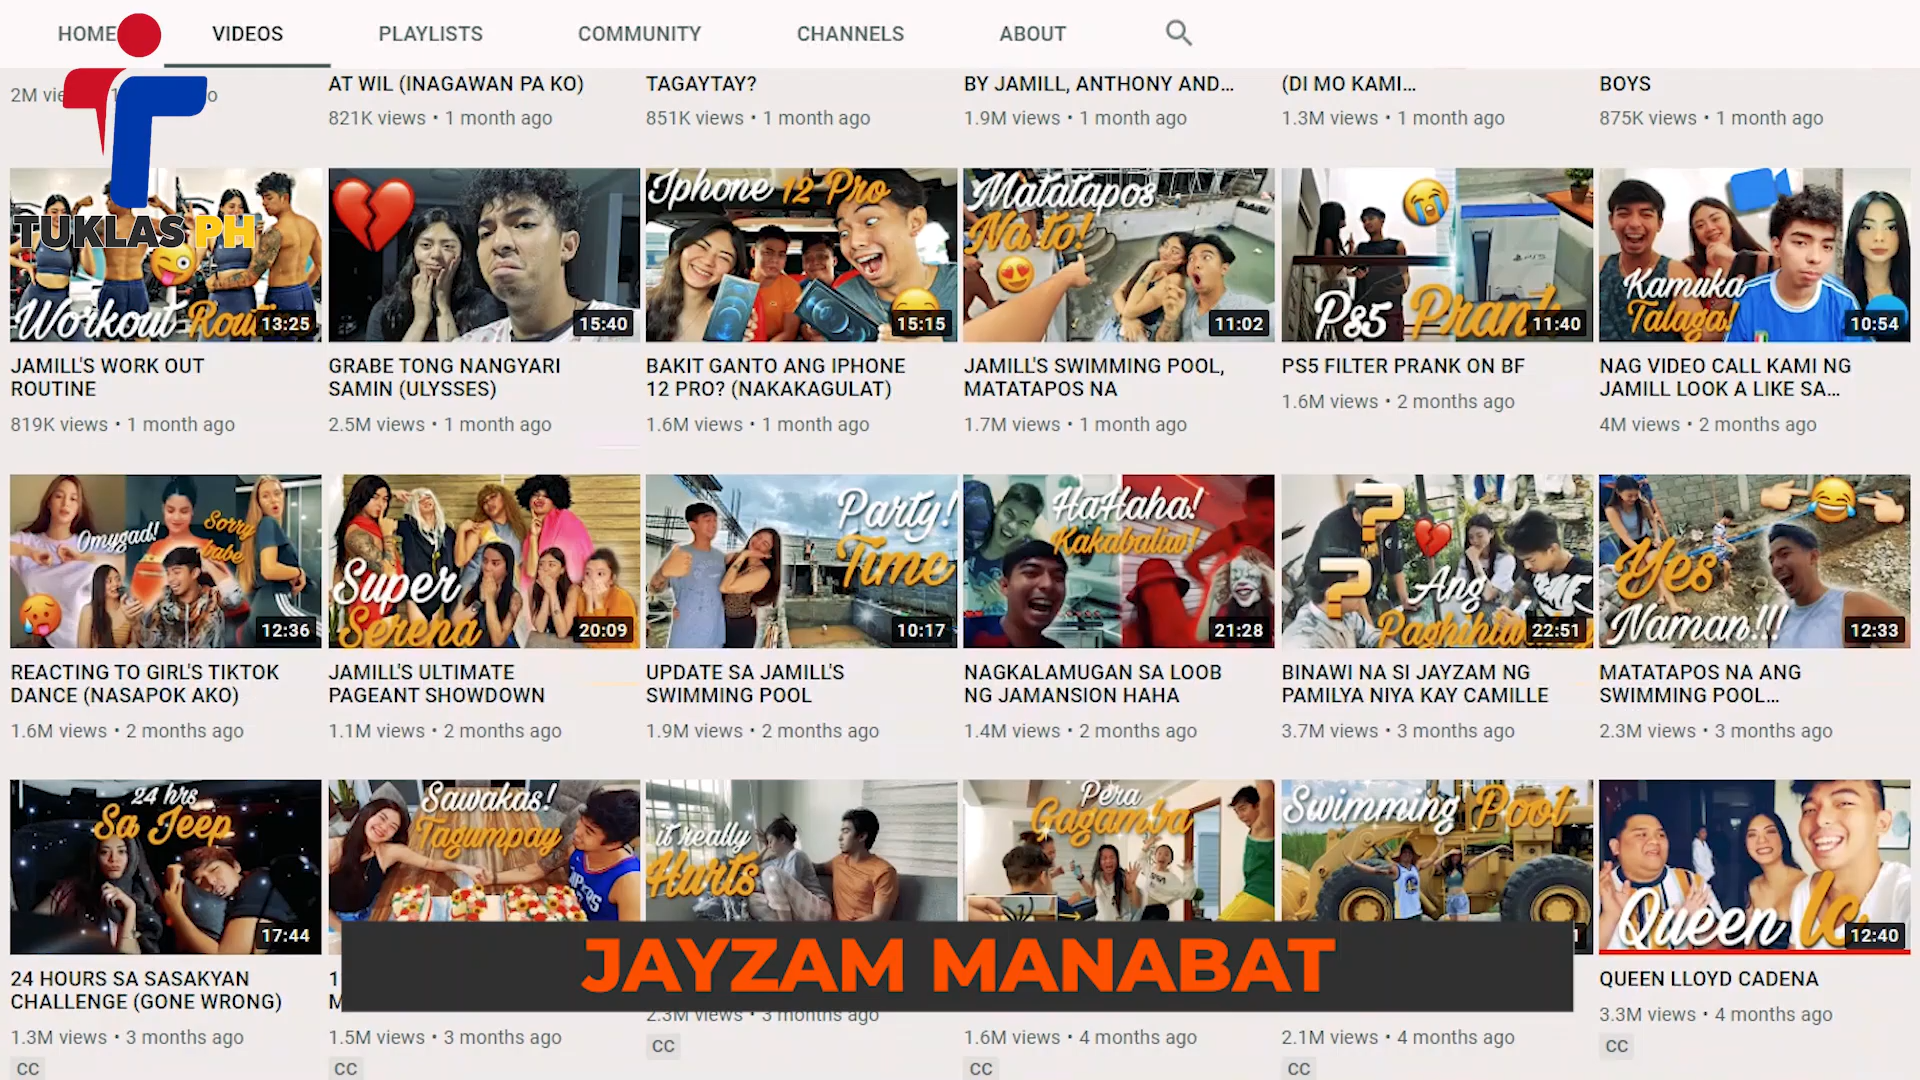 HOME
VIDEOS
PLAYLISTS
COMMUNITY
CHANNELS
ABOUT
AT WIL (INAGAWAN PA KO)
TAGAYTAY?
BY JAMILL, ANTHONY AND...
(DI MO KAMI...
BOYS
821K views • 1 month ago
851K views • 1 month ago
1.9M views • 1 month ago
1.3M views • 1 month ago
875K views • 1 month ago
TUKLAS PH
Workout
13:25
15:40
Iphone 12 Pro
15:15
Matatapos
Na to!
11:02
Ps5 Prank
11:40
Kamuka
Talaga!
10:54
JAMILL'S WORK OUT
ROUTINE
819K views • 1 month ago
GRABE TONG NANGYARI
SAMIN (ULYSSES)
2.5M views • 1 month ago
BAKIT GANTO ANG IPHONE
12 PRO? (NAKAKAGULAT)
1.6M views • 1 month ago
JAMILL'S SWIMMING POOL,
MATATAPOS NA
1.7M views • 1 month ago
PS5 FILTER PRANK ON BF
1.6M views • 2 months ago
NAG VIDEO CALL KAMI NG
JAMILL LOOK A LIKE SA...
4M views • 2 months ago
Omygad!
Sorry
babe
12:36
Super
Serena
20:09
Party!
Time
10:17
HaHaha!
Kakabaliw!
21:28
Ang
22:51
Yes
Naman!!!
12:33
REACTING TO GIRL'S TIKTOK
DANCE (NASAPOK AKO)
1.6M views • 2 months ago
JAMILL'S ULTIMATE
PAGEANT SHOWDOWN
1.1M views • 2 months ago
UPDATE SA JAMILL'S
SWIMMING POOL
1.9M views • 2 months ago
NAGKALAMUGAN SA LOOB
NG JAMANSION HAHA
1.4M views • 2 months ago
BINAWI NA SI JAYZAM NG
PAMILYA NIYA KAY CAMILLE
3.7M views • 3 months ago
MATATAPOS NA ANG
SWIMMING POOL...
2.3M views • 3 months ago
24 hrs
Sa Jeep
17:44
Sawakas!
Tagumpay
it really
Harts
Pera
Gagamba
Swimming Pool
Queen
12:40
JAYZAM MANABAT
24 HOURS SA SASAKYAN
CHALLENGE (GONE WRONG)
1.3M views • 3 months ago
CC
1.5M views • 3 months ago
CC
2.3M views • 3 months ago
CC
1.6M views • 4 months ago
CC
2.1M views • 4 months ago
CC
QUEEN LLOYD CADENA
3.3M views • 4 months ago
CC